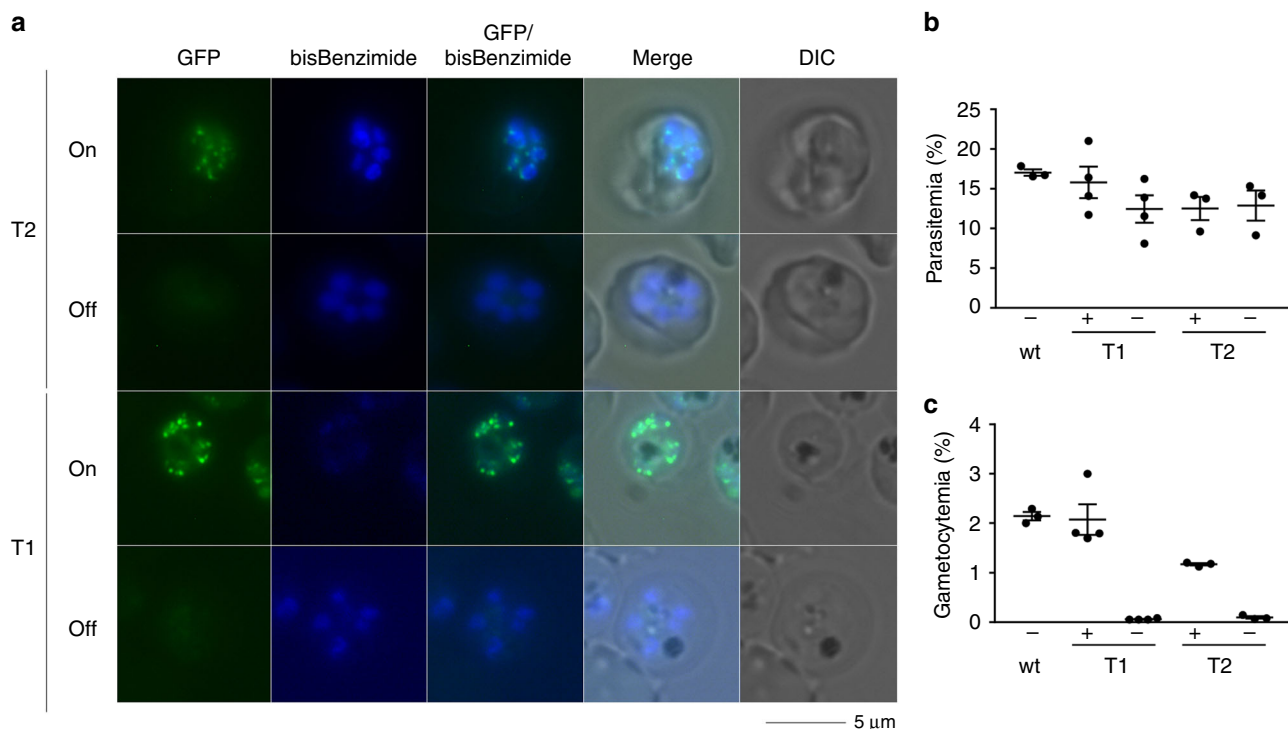 a
GFP bisBenzimide GFP/ bisBenzimide Merge DIC
T2
On
Off
T1
On
Off
5 μm
b
Parasitemia (%)
25
20
15
10
5
0
– + – + –
wt T1 T2
c
Gametocytemia (%)
4
3
2
1
0
– + – + –
wt T1 T2